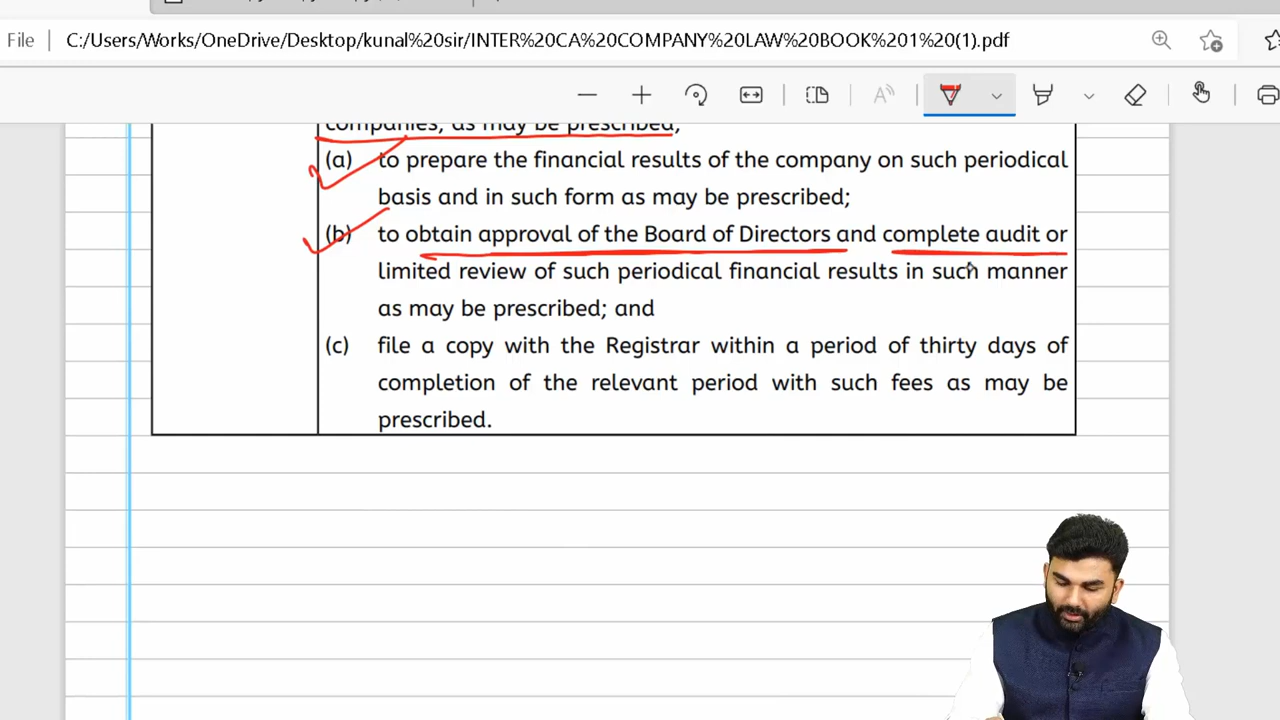 File
C:/Users/Works/OneDrive/Desktop/kunal%20sir/INTER%20CA%20COMPANY%20LAW%20BOOK%201%20(1).pdf
companies, as may be prescribed,
(a) to prepare the financial results of the company on such periodical
basis and in such form as may be prescribed;
(b) to obtain approval of the Board of Directors and complete audit or
limited review of such periodical financial results in such manner
as may be prescribed; and
(c) file a copy with the Registrar within a period of thirty days of
completion of the relevant period with such fees as may be
prescribed.